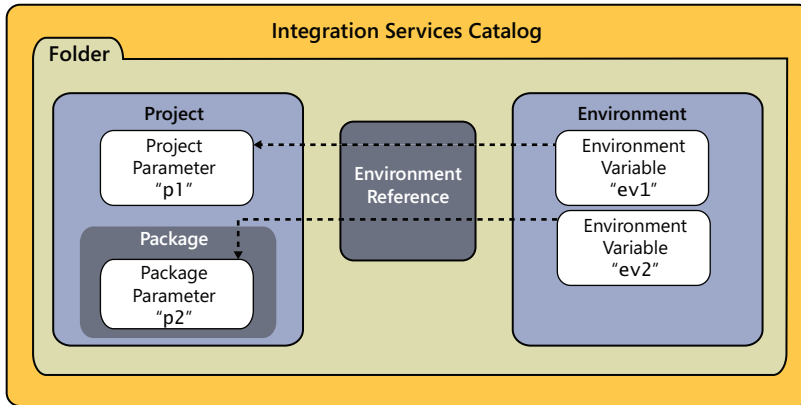 Integration Services Catalog
Folder
Project
Project
Parameter
"p1"
Package
Package
Parameter
"p2"
Environment
Reference
Environment
Environment
Variable
"ev1"
Environment
Variable
"ev2"